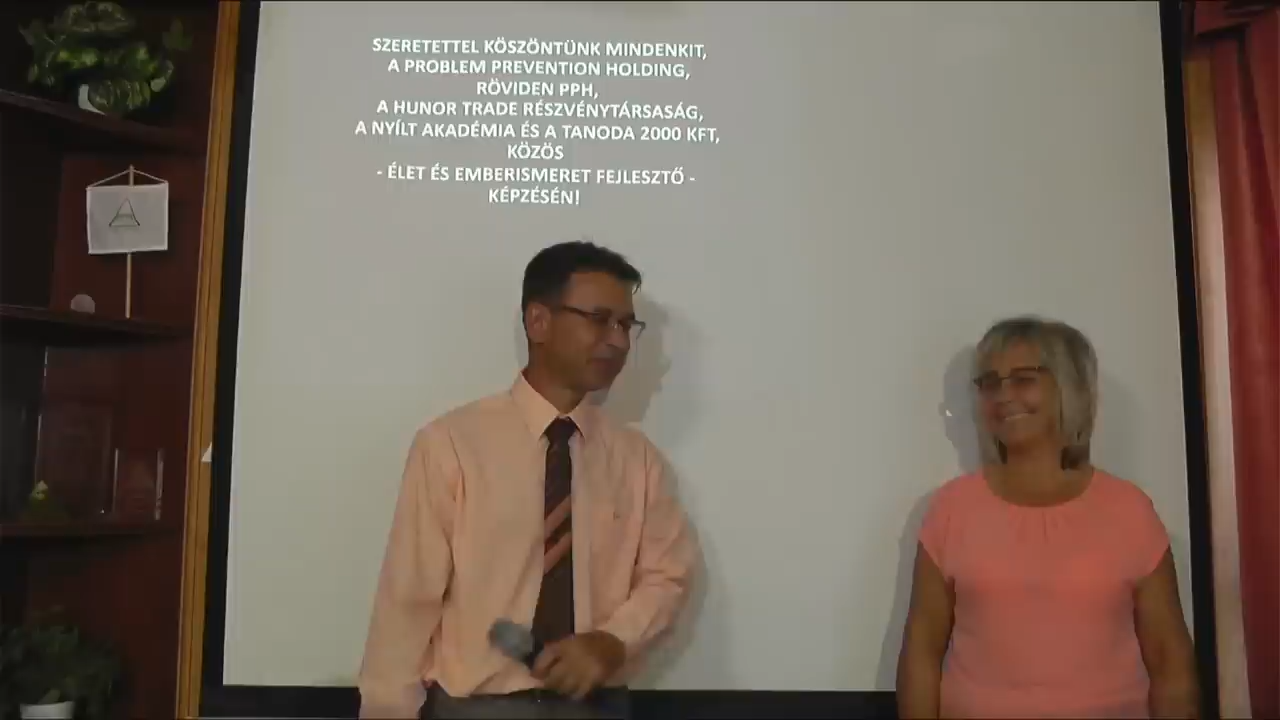 SZERETETTEL KÖSZÖNTÜNK MINDENKIT,
A PROBLEM PREVENTION HOLDING,
RÖVIDEN PPH,
A HUNOR TRADE RÉSZVÉNYTÁRSASÁG,
A NYÍLT AKADÉMIA ÉS A TANODA 2000 KFT,
KÖZÖS
- ÉLET ÉS EMBERISMERET FEJLESZTŐ -
KÉPZÉSÉN!